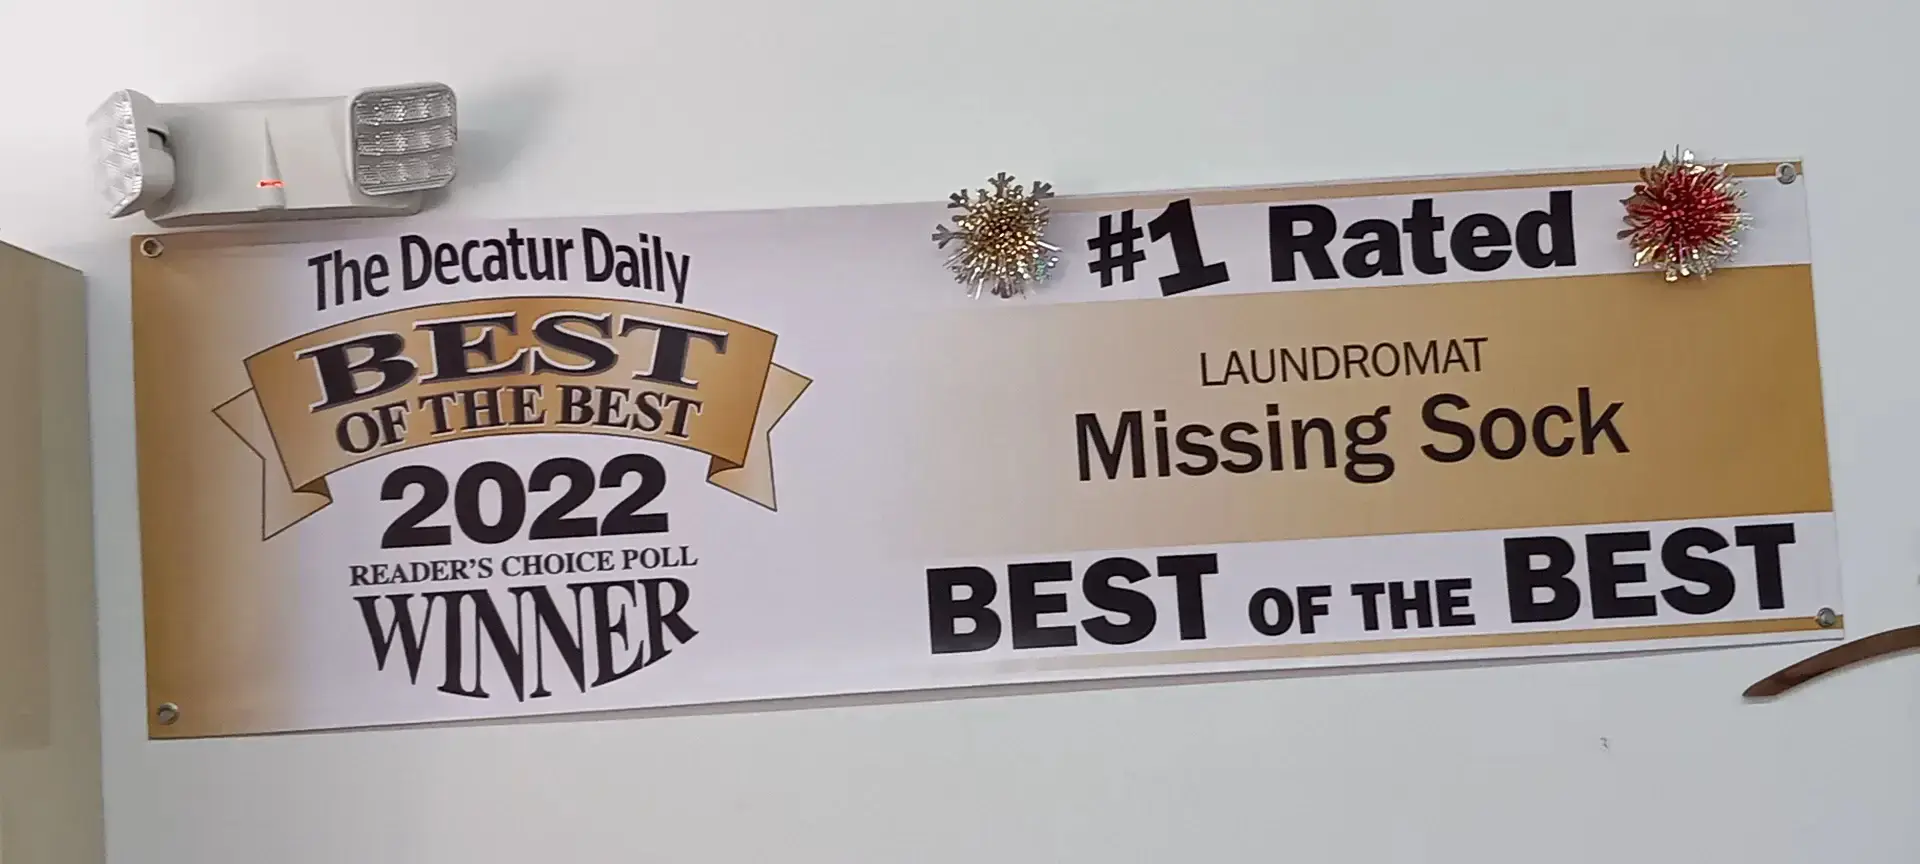 The Decatur Daily
BEST
OF THE BEST
2022
READER'S CHOICE POLL
WINNER
#1 Rated
LAUNDROMAT
Missing Sock
BEST OF THE BEST